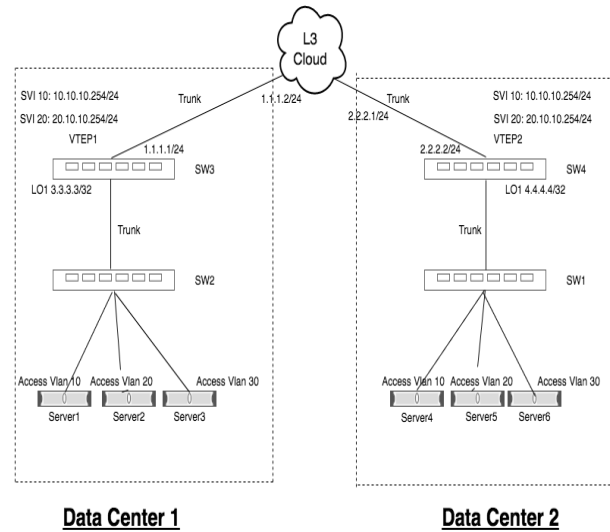 L3
Cloud
SVI 10: 10.10.10.254/24
SVI 20: 20.10.10.254/24
VTEP1
Trunk
1.1.1.2/24
1.1.1.1/24
SW3
LO1 3.3.3.3/32
Trunk
SW2
Access Vlan 10
Access Vlan 20
Access Vlan 30
Server1
Server2
Server3
Data Center 1
Trunk
2.2.2.1/24
SVI 10: 10.10.10.254/24
SVI 20: 20.10.10.254/24
VTEP2
2.2.2.2/24
SW4
LO1 4.4.4.4/32
Trunk
SW1
Access Vlan 10
Access Vlan 20
Access Vlan 30
Server4
Server5
Server6
Data Center 2